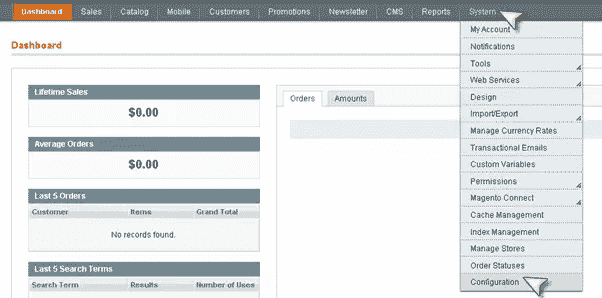 Dashboard Sales Catalog Mobile Customers Promotions Newsletter CMS Reports System
My Account
Notifications
Tools
Web Services
Design
Import/Export
Manage Currency Rates
Transactional Emails
Custom Variables
Permissions
Magento Connect
Cache Management
Index Management
Manage Stores
Order Statuses
Configuration
Dashboard
Lifetime Sales
$0.00
Average Orders
$0.00
Last 5 Orders
Customer Items Grand Total
No records found.
Last 5 Search Terms
Search Term Results Number of Uses
Orders Amounts